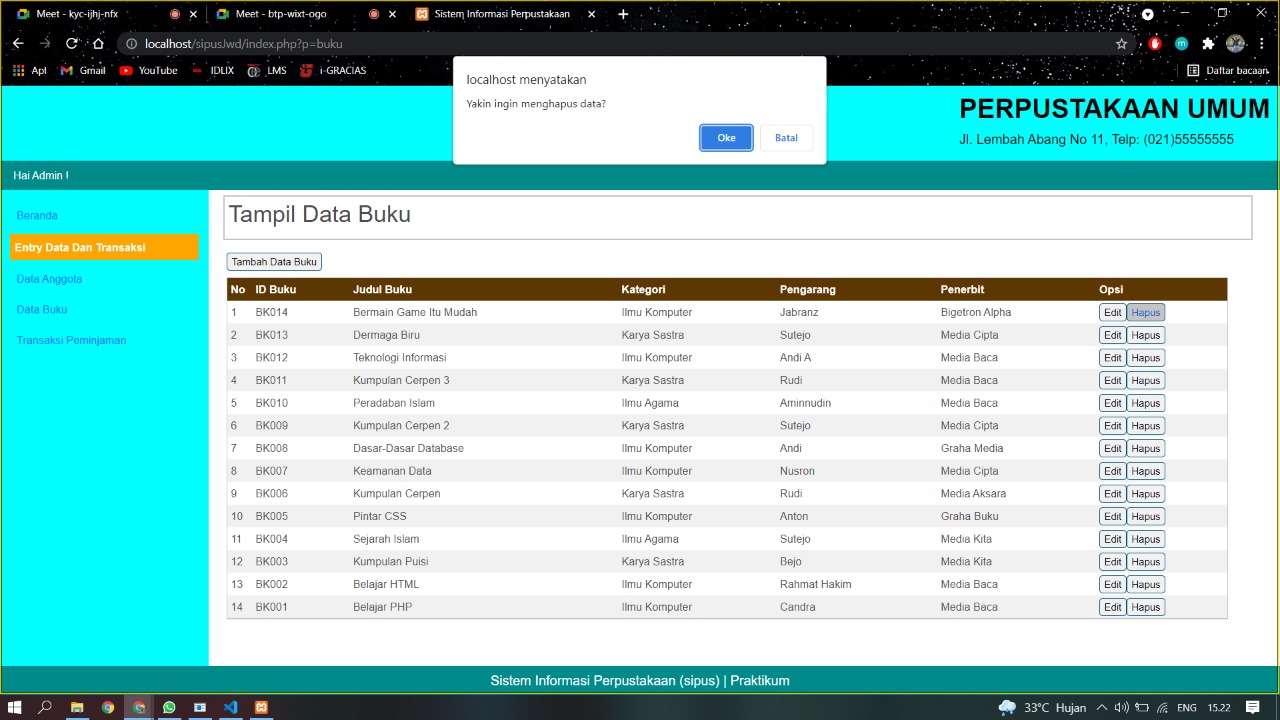 Meet - kyc-ijhj-nfx
Meet - btp-wixt-ogo
Sistem Informasi Perpustakaan
localhost/sipusJwd/index.php?p=buku
Apl
Gmail
YouTube
IDLIX
LMS
i-GRACIAS
Daftar bacaan
localhost menyatakan
Yakin ingin menghapus data?
Oke Batal
PERPUSTAKAAN UMUM
Jl. Lembah Abang No 11, Telp: (021)55555555
Hai Admin !
Beranda
Entry Data Dan Transaksi
Data Anggota
Data Buku
Transaksi Peminjaman
Tampil Data Buku
Tambah Data Buku
No ID Buku Judul Buku Kategori Pengarang Penerbit Opsi
1 BK014 Bermain Game Itu Mudah Ilmu Komputer Jabranz Bigetron Alpha Edit Hapus
2 BK013 Dermaga Biru Karya Sastra Sutejo Media Cipta Edit Hapus
3 BK012 Teknologi Informasi Ilmu Komputer Andi A Media Baca Edit Hapus
4 BK011 Kumpulan Cerpen 3 Karya Sastra Rudi Media Baca Edit Hapus
5 BK010 Peradaban Islam Ilmu Agama Aminnudin Media Baca Edit Hapus
6 BK009 Kumpulan Cerpen 2 Karya Sastra Sutejo Media Cipta Edit Hapus
7 BK008 Dasar-Dasar Database Ilmu Komputer Andi Graha Media Edit Hapus
8 BK007 Keamanan Data Ilmu Komputer Nusron Media Cipta Edit Hapus
9 BK006 Kumpulan Cerpen Karya Sastra Rudi Media Aksara Edit Hapus
10 BK005 Pintar CSS Ilmu Komputer Anton Graha Buku Edit Hapus
11 BK004 Sejarah Islam Ilmu Agama Sutejo Media Kita Edit Hapus
12 BK003 Kumpulan Puisi Karya Sastra Bejo Media Kita Edit Hapus
13 BK002 Belajar HTML Ilmu Komputer Rahmat Hakim Media Baca Edit Hapus
14 BK001 Belajar PHP Ilmu Komputer Candra Media Baca Edit Hapus
Sistem Informasi Perpustakaan (sipus) | Praktikum
33°C Hujan ENG 15.22